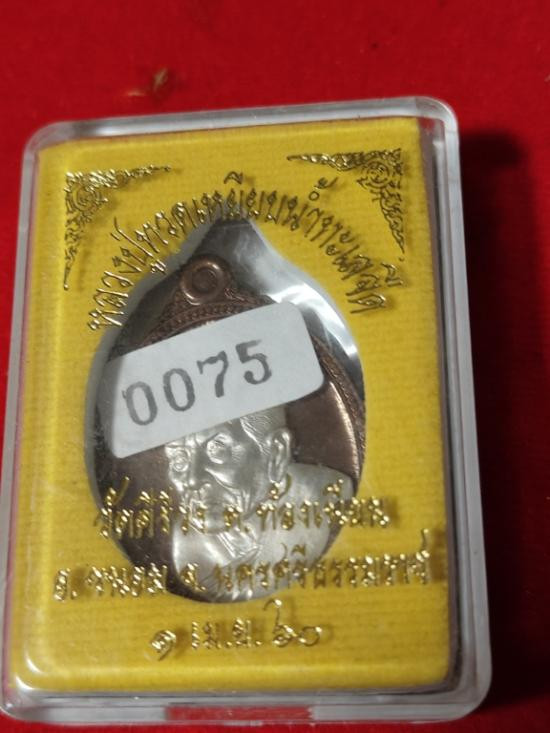 หลวงปู่ทวดเหยียบน้ำทะเลจืด
0075
วัดศิริวง ต.ท้องเนียน
อ.ขนอม จ.นครศรีธรรมราช
๑ เม.ย. ๖๐